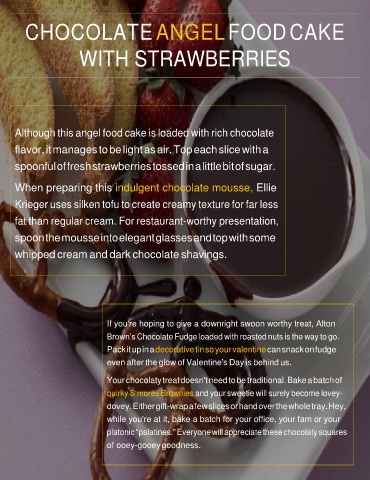 CHOCOLATE ANGEL FOOD CAKE
WITH STRAWBERRIES
Although this angel food cake is loaded with rich chocolate
flavor, it manages to be light as air. Top each slice with a
spoonful of fresh strawberries tossed in a little bit of sugar.
When preparing this indulgent chocolate mousse, Ellie
Krieger uses silken tofu to create creamy texture for far less
fat than regular cream. For restaurant-worthy presentation,
spoon the mousse into elegant glasses and top with some
whipped cream and dark chocolate shavings.
If you're hoping to give a downright swoon worthy treat, Alton
Brown's Chocolate Fudge loaded with roasted nuts is the way to go.
Pack it up in a decorative tin so your valentine can snack on fudge
even after the glow of Valentine's Day is behind us.
Your chocolaty treat doesn't need to be traditional. Bake a batch of
quirky S'mores Brownies and your sweetie will surely become lovey-
dovey. Either gift-wrap a few slices or hand over the whole tray. Hey,
while you're at it, bake a batch for your office, your fam or your
platonic "palatines." Everyone will appreciate these chocolaty squares
of ooey-gooey goodness.